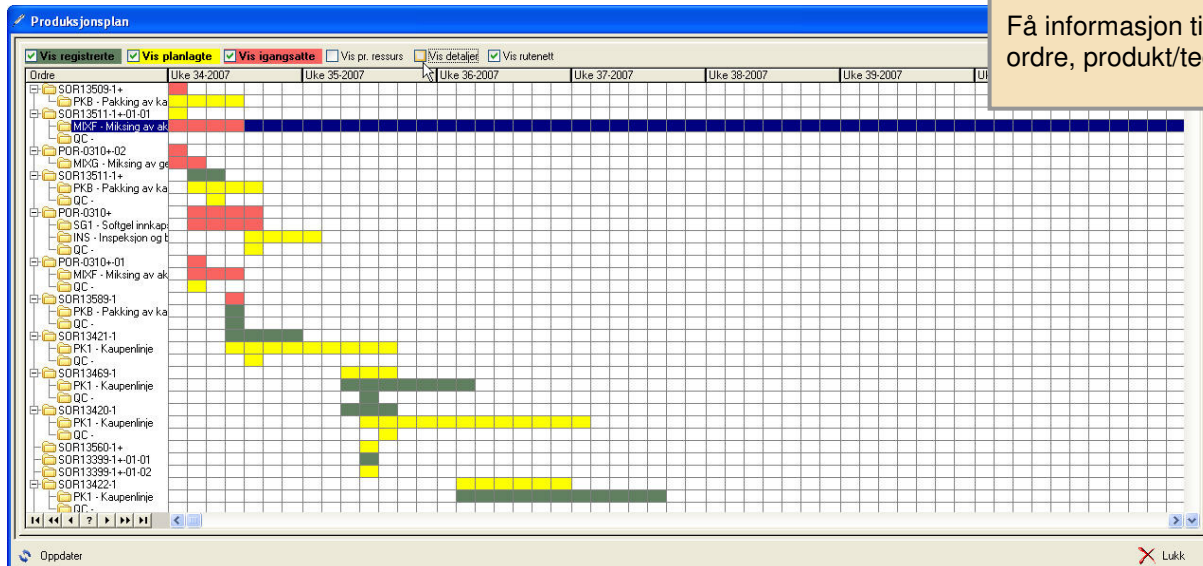 Produksjonsplan
Få informasjon
ordre,
Vis registrerte Vis planlagte Vis igangsatte Vis pr. ressurs Vis detaljer Vis rutenett
Ordre Uke 34-2007 Uke 35-2007 Uke 36-2007 Uke 37-2007 Uke 38-2007 Uke 39-2007
SOR13509-1+
PKB - Pakking av ka
SOR13511-1+-01-01
MIXF - Miksing av ak
QC -
POR-0310+-02
MIXG - Miksing av ge
SOR13511-1+
PKB - Pakking av ka
QC -
POR-0310+
SG1 - Softgel innkap
INS - Inspeksjon og
QC -
POR-0310+-01
MIXF - Miksing av ak
QC -
SOR13589-1
PKB - Pakking av ka
QC -
SOR13421-1
PK1 - Kaupenlinje
QC -
SOR13469-1
PK1 - Kaupenlinje
QC -
SOR13420-1
PK1 - Kaupenlinje
QC -
SOR13560-1+
SOR13399-1+-01-01
SOR13399-1+-01-02
SOR13422-1
PK1 - Kaupenlinje
QC -
?
Oppdater Lukk